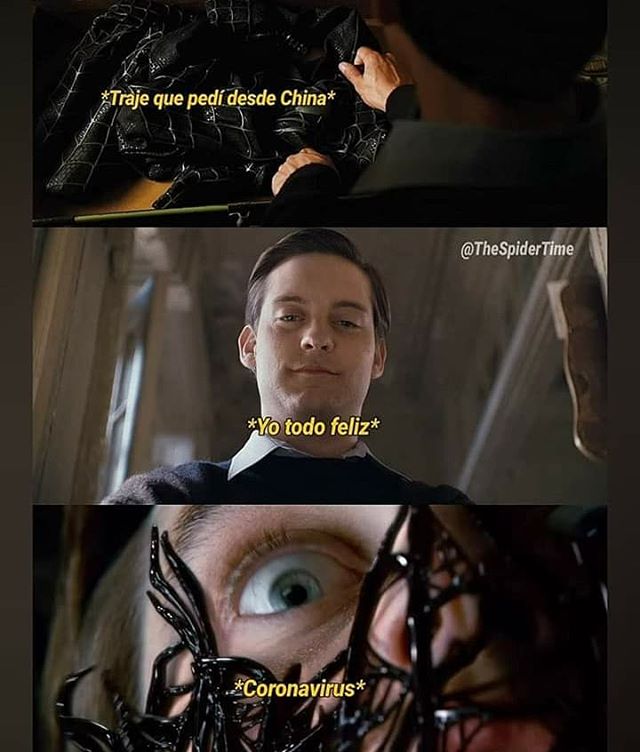 *Traje que pedí desde China*
@TheSpiderTime
*Yo todo feliz*
*Coronavirus*